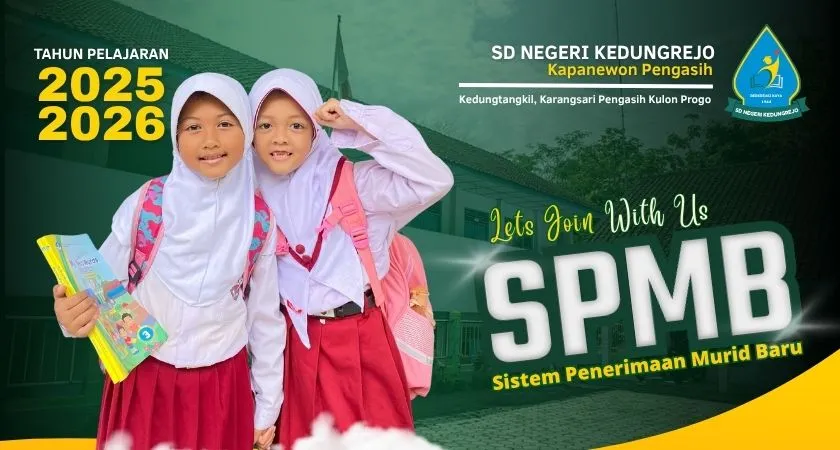 TAHUN PELAJARAN
2025
2026
SD NEGERI KEDUNGREJO
Kapanewon Pengasih
Kedungtangkil, Karangsari Pengasih Kulon Progo
SD NEGERI KEDUNGREJO
Lets Join With Us
SPMB
Sistem Penerimaan Murid Baru
3